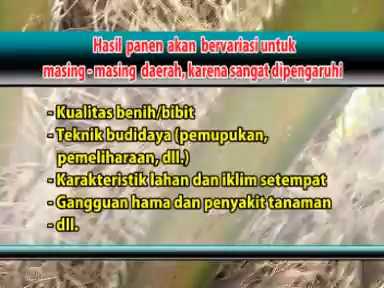 Hasil panen akan bervariasi untuk
masing - masing daerah, karena sangat dipengaruhi
- Kualitas benih/bibit
- Teknik budidaya (pemupukan,
pemeliharaan, dll.)
- Karakteristik lahan dan iklim setempat
- Gangguan hama dan penyakit tanaman
- dll.